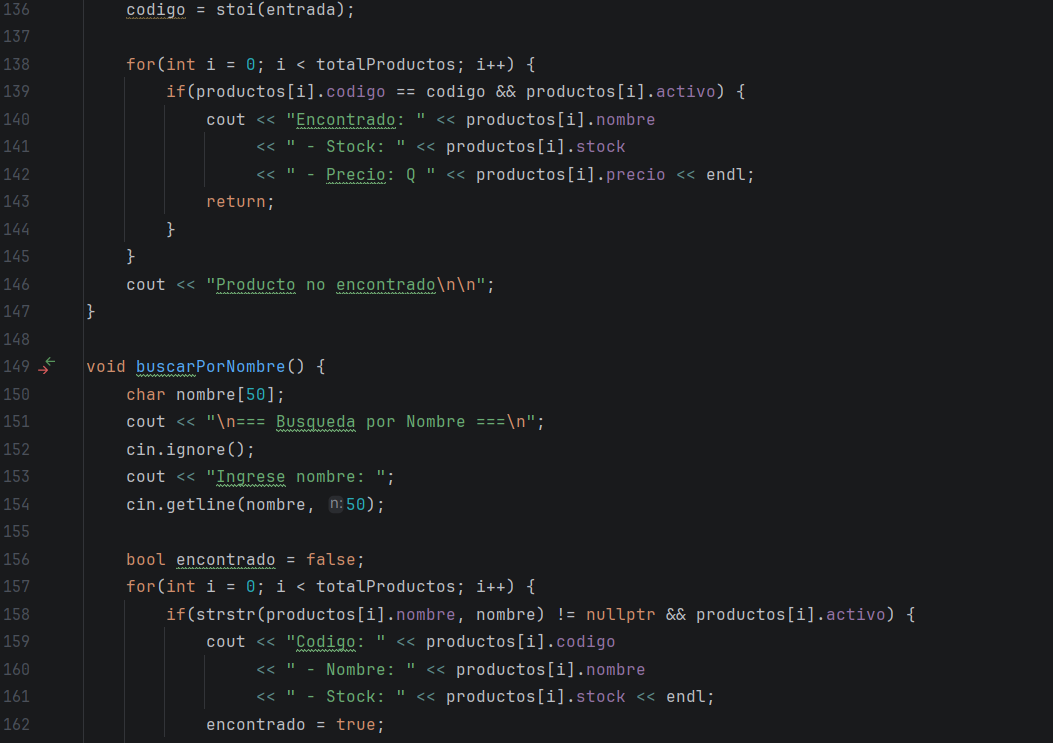 136 codigo = stoi(entrada);
137
138 for(int i = 0; i < totalProductos; i++) {
139 if(productos[i].codigo == codigo && productos[i].activo) {
140 cout << "Encontrado: " << productos[i].nombre
141 << " - Stock: " << productos[i].stock
142 << " - Precio: Q " << productos[i].precio << endl;
143 return;
144 }
145 }
146 cout << "Producto no encontrado\n\n";
147 }
148
149 void buscarPorNombre() {
150 char nombre[50];
151 cout << "\n=== Busqueda por Nombre ===\n";
152 cin.ignore();
153 cout << "Ingrese nombre: ";
154 cin.getline(nombre, n:50);
155
156 bool encontrado = false;
157 for(int i = 0; i < totalProductos; i++) {
158 if(strstr(productos[i].nombre, nombre) != nullptr && productos[i].activo) {
159 cout << "Codigo: " << productos[i].codigo
160 << " - Nombre: " << productos[i].nombre
161 << " - Stock: " << productos[i].stock << endl;
162 encontrado = true;